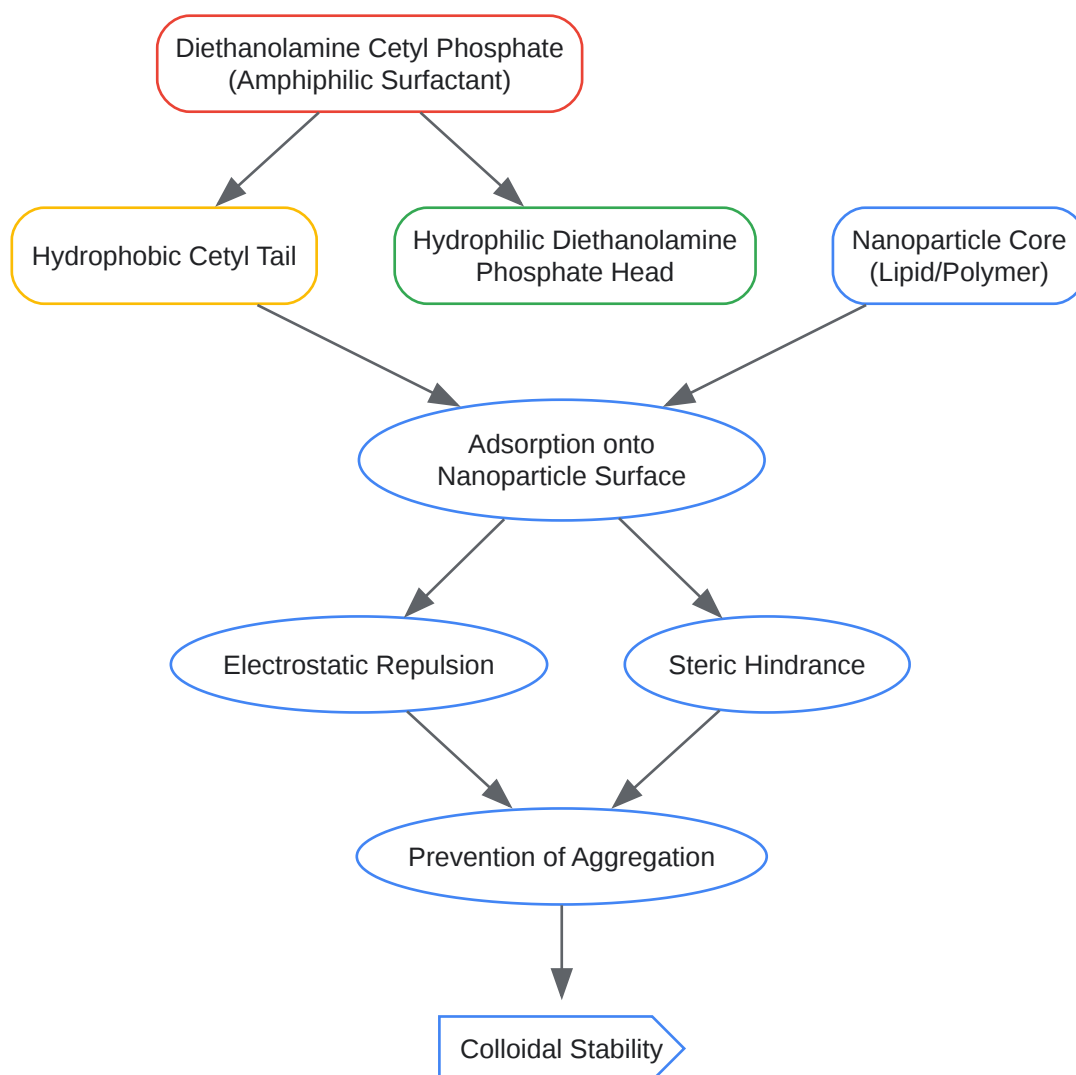 Diethanolamine Cetyl Phosphate
(Amphiphilic Surfactant)
Hydrophobic Cetyl Tail
Hydrophilic Diethanolamine
Phosphate Head
Nanoparticle Core
(Lipid/Polymer)
Adsorption onto
Nanoparticle Surface
Electrostatic Repulsion
Steric Hindrance
Prevention of Aggregation
Colloidal Stability